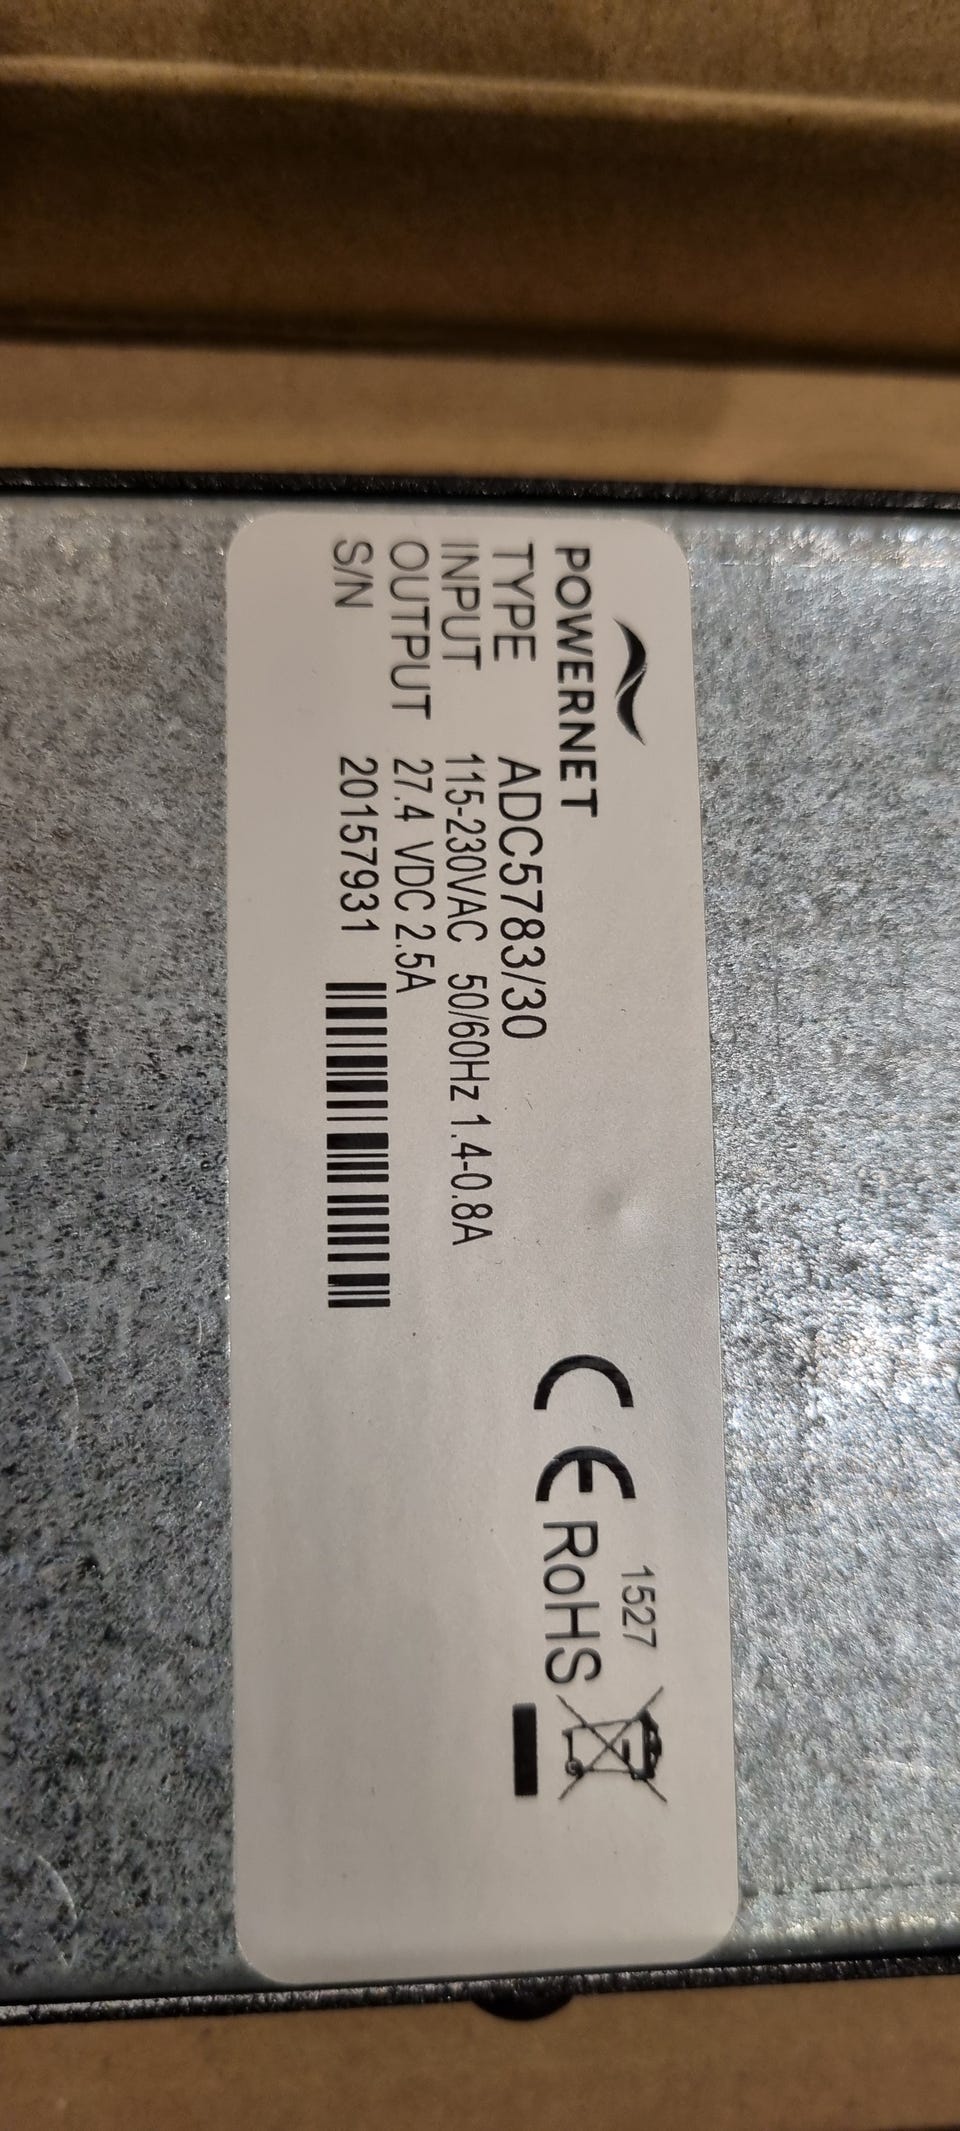 POWERNET
TYPE ADC5783/30
INPUT 115-230VAC 50/60Hz 1.4-0.8A
OUTPUT 27.4 VDC 2.5A
S/N 20157931
1527
CE RoHS